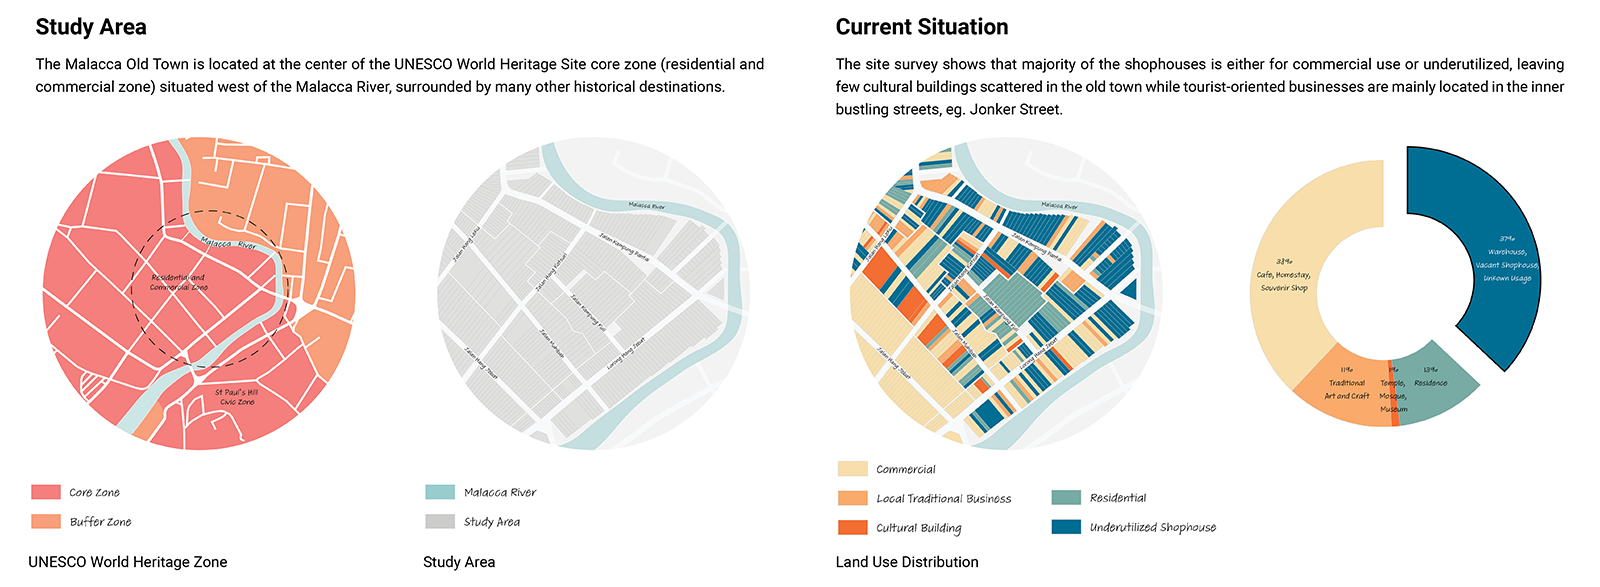 Study Area
The Malacca Old Town is located at the center of the UNESCO World Heritage Site core zone (residential and
commercial zone) situated west of the Malacca River, surrounded by many other historical destinations.
Malacca River
Residential and
Commercial Zone
St Paul's Hill
Civic Zone
Core Zone
Buffer Zone
UNESCO World Heritage Zone
Malacca River
Jalan Hang Lekiu
Jalan Kampung Pantai
Jalan Hang Kasturi
Jalan Kampung Kuli
Jalan Hang Jebat
Lorong Hang Jebat
Malacca River
Study Area
Study Area
Current Situation
The site survey shows that majority of the shophouses is either for commercial use or underutilized, leaving
few cultural buildings scattered in the old town while tourist-oriented businesses are mainly located in the inner
bustling streets, eg. Jonker Street.
Malacca River
Jalan Kampung Pantai
Jalan Hang Kasturi
Jalan Kampung Kuli
Jalan Hang Jebat
Lorong Hang Jebat
Commercial
Local Traditional Business
Cultural Building
Residential
Underutilized Shophouse
Land Use Distribution
37%
Warehouse,
Vacant Shophouse,
Unkown Usage
38%
Cafe, Homestay,
Souvenir Shop
11%
Traditional
Art and Craft
1%
Temple,
Mosque,
Museum
13%
Residence